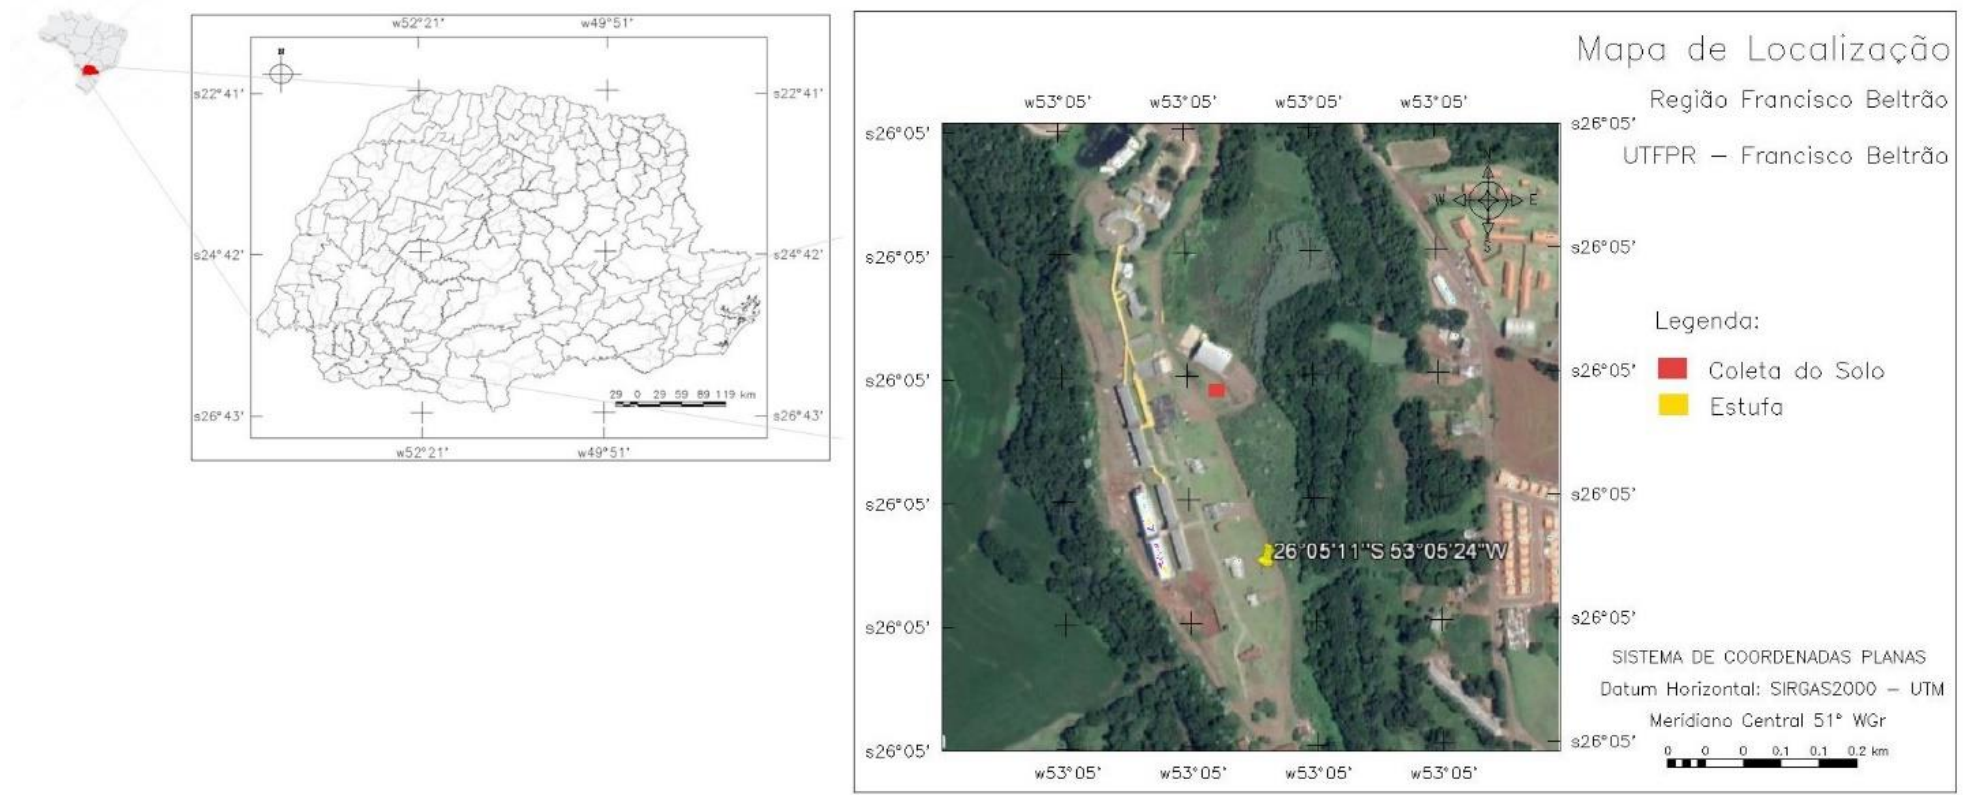 w52°21' w49°51'
N
s22°41' s22°41'
s24°42' s24°42'
29 0 29 59 89 119 km
s26°43' s26°43'
w52°21' w49°51'
Mapa de Localização
Região Francisco Beltrão
UTFPR – Francisco Beltrão
w53°05' w53°05' w53°05' w53°05'
s26°05' s26°05'
N
W E
S
s26°05' s26°05'
Legenda:
s26°05' s26°05'
Coleta do Solo
Estufa
s26°05' s26°05'
26°05'11"S 53°05'24"W
s26°05' s26°05'
SISTEMA DE COORDENADAS PLANAS
Datum Horizontal: SIRGAS2000 – UTM
Meridiano Central 51° WGr
s26°05' s26°05'
0 0 0 0.1 0.1 0.2 km
w53°05' w53°05' w53°05' w53°05'